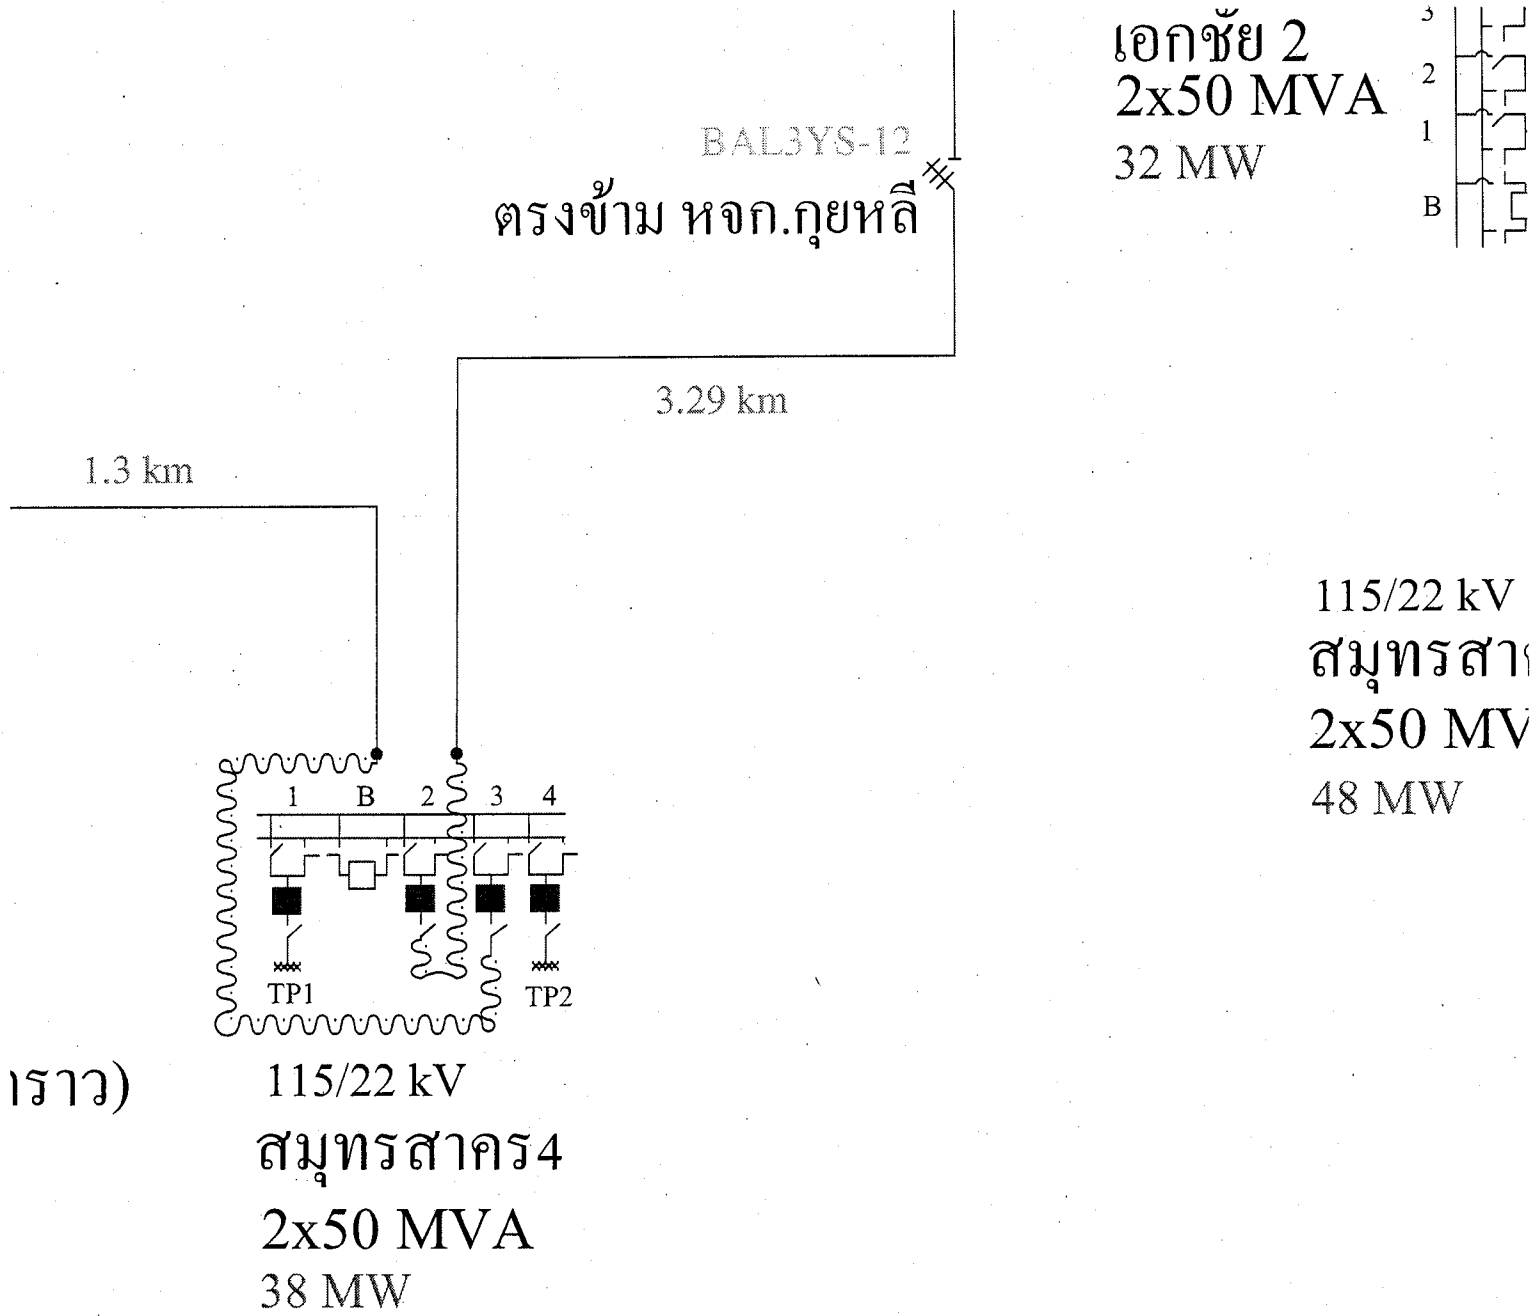 เอกชัย 2
2x50 MVA
32 MW
3
2
1
B
BAL3YS-12
ตรงข้าม หจก.กุยหลี
3.29 km
1.3 km
115/22 kV
2x50 MV
48 MW
1 B 2 3 4
TP1 TP2
115/22 kV
สมุทรสาคร4
2x50 MVA
38 MW